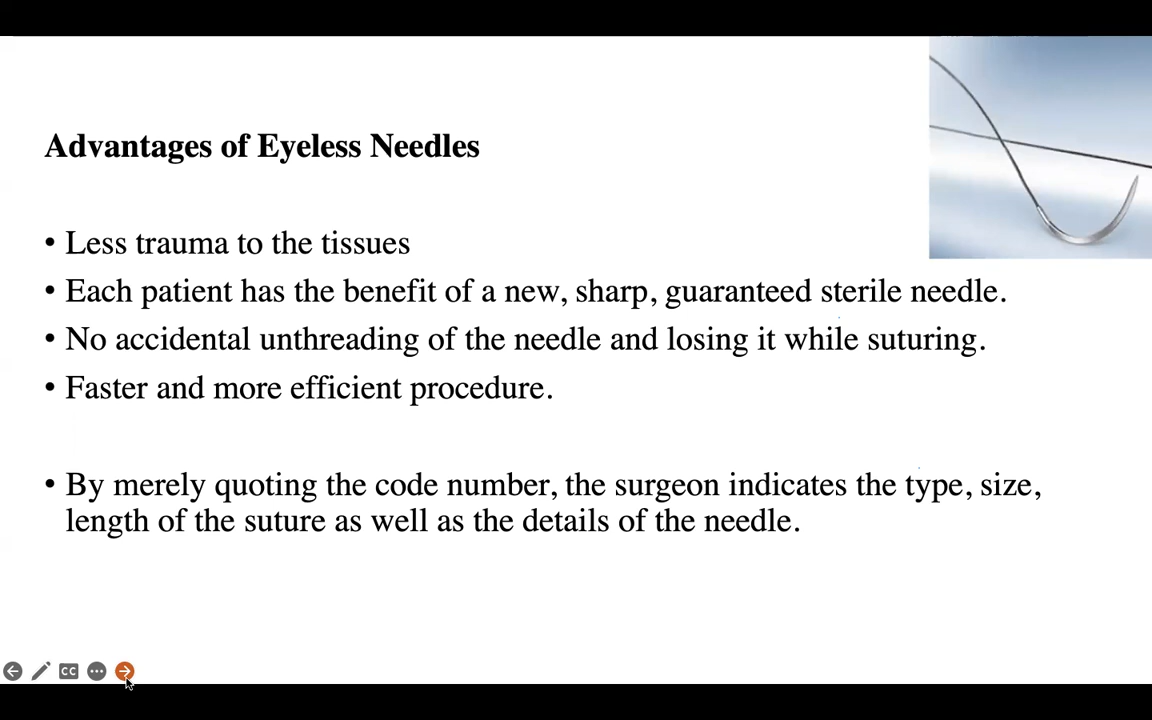 Advantages of Eyeless Needles
• Less trauma to the tissues
• Each patient has the benefit of a new, sharp, guaranteed sterile needle.
• No accidental unthreading of the needle and losing it while suturing.
• Faster and more efficient procedure.
• By merely quoting the code number, the surgeon indicates the type, size,
length of the suture as well as the details of the needle.
CC